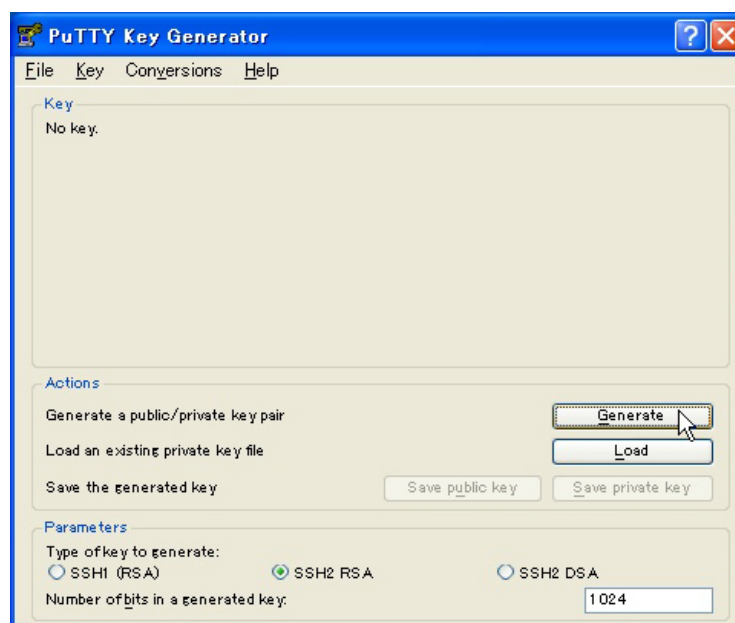 PuTTY Key Generator
File Key Conversions Help
Key
No key.
Actions
Generate a public/private key pair Generate
Load an existing private key file Load
Save the generated key Save public key Save private key
Parameters
Type of key to generate:
SSH1 (RSA) SSH2 RSA SSH2 DSA
Number of bits in a generated key: 1024